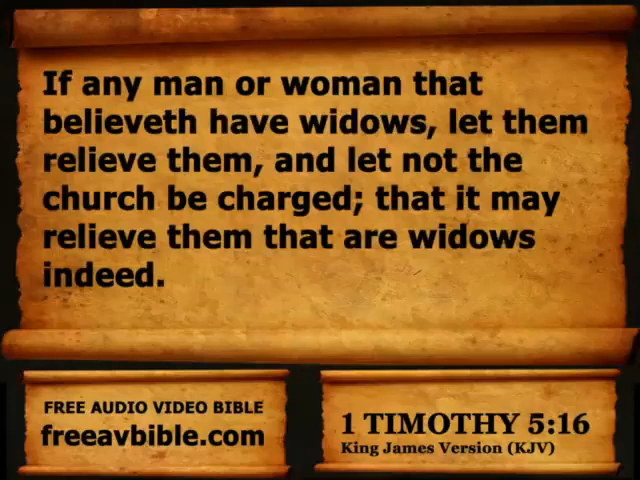 If any man or woman that
believeth have widows, let them
relieve them, and let not the
church be charged; that it may
relieve them that are widows
indeed.
FREE AUDIO VIDEO BIBLE
freeavbible.com
1 TIMOTHY 5:16
King James Version (KJV)